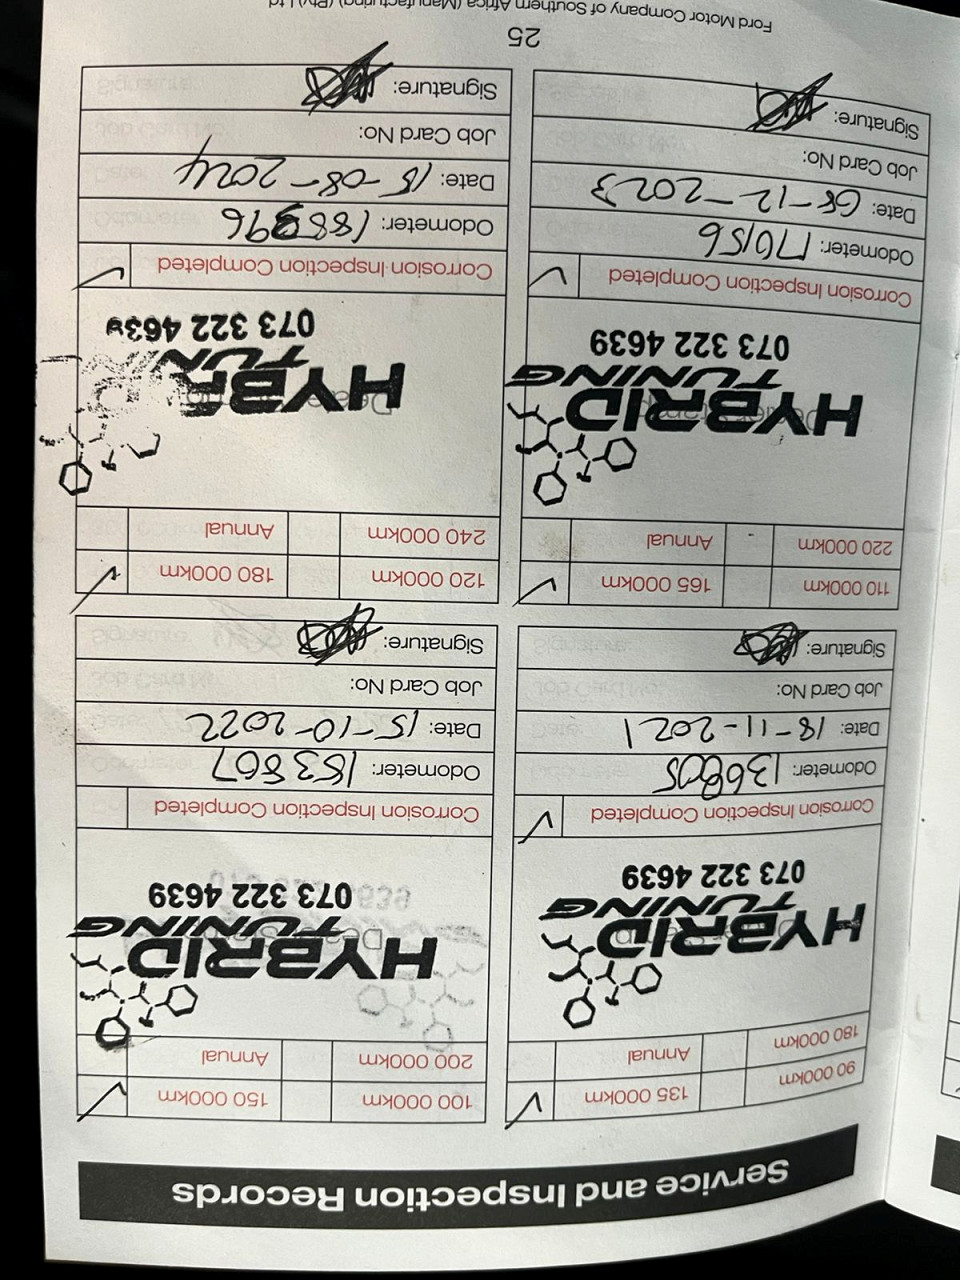 Service and Inspection Records
90 000km 135 000km
180 000km Annual
HYBRID
TUNING
073 322 4639
Corrosion Inspection Completed
Odometer:
Date: 18-11-2021
Job Card No:
Signature:
100 000km 150 000km
200 000km Annual
HYBRID
TUNING
073 322 4639
Corrosion Inspection Completed
Odometer: 153867
Date: 15-10-2022
Job Card No:
Signature:
110 000km 165 000km
220 000km Annual
HYBRID
TUNING
073 322 4639
Corrosion Inspection Completed
Odometer: 170156
Date: 08-12-2023
Job Card No:
Signature:
120 000km 180 000km
240 000km Annual
073 322 4639
Corrosion Inspection Completed
Odometer:
Date: 15-08-2024
Job Card No:
Signature:
25
Ford Motor Company of Southern Africa (Manufacturing) (Pty) Ltd